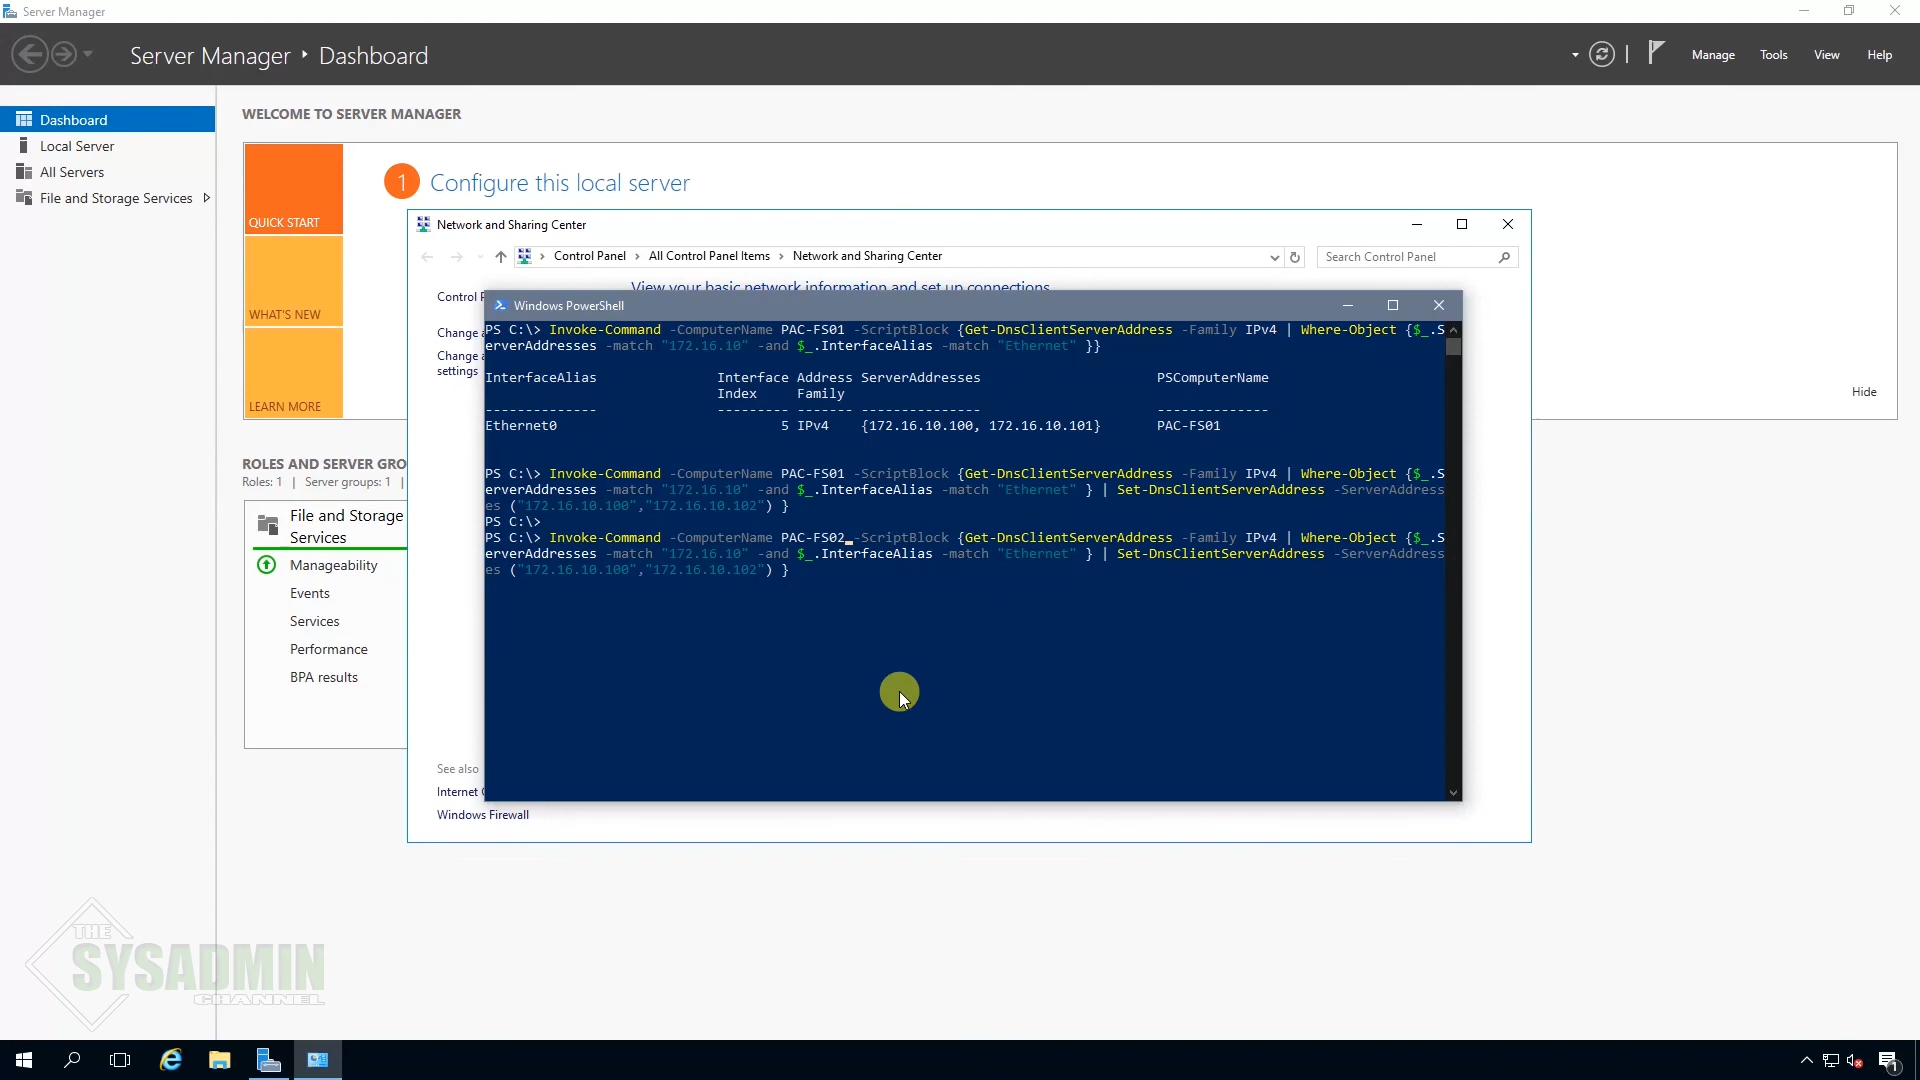 Server Manager
Server Manager ‣ Dashboard
Manage Tools View Help
Dashboard
Local Server
All Servers
File and Storage Services
WELCOME TO SERVER MANAGER
QUICK START
WHAT'S NEW
LEARN MORE
1 Configure this local server
Hide
ROLES AND SERVER GRO
Roles: 1 | Server groups: 1 |
File and Storage
Services
Manageability
Events
Services
Performance
BPA results
Network and Sharing Center
Control Panel › All Control Panel Items › Network and Sharing Center
Search Control Panel
View your basic network information and set up connections
Control P
Change a
Change a
settings
See also
Internet
Windows Firewall
Windows PowerShell
PS C:\> Invoke-Command -ComputerName PAC-FS01 -ScriptBlock {Get-DnsClientServerAddress -Family IPv4 | Where-Object {$_.S
erverAddresses -match "172.16.10" -and $_.InterfaceAlias -match "Ethernet" }}
InterfaceAlias Interface Address ServerAddresses PSComputerName
Index Family
-------------- --------- ------- --------------- --------------
Ethernet0 5 IPv4 {172.16.10.100, 172.16.10.101} PAC-FS01
PS C:\> Invoke-Command -ComputerName PAC-FS01 -ScriptBlock {Get-DnsClientServerAddress -Family IPv4 | Where-Object {$_.S
erverAddresses -match "172.16.10" -and $_.InterfaceAlias -match "Ethernet" } | Set-DnsClientServerAddress -ServerAddress
es ("172.16.10.100","172.16.10.102") }
PS C:\>
PS C:\> Invoke-Command -ComputerName PAC-FS02 -ScriptBlock {Get-DnsClientServerAddress -Family IPv4 | Where-Object {$_.S
erverAddresses -match "172.16.10" -and $_.InterfaceAlias -match "Ethernet" } | Set-DnsClientServerAddress -ServerAddress
es ("172.16.10.100","172.16.10.102") }
THE
SYSADMIN
CHANNEL
1